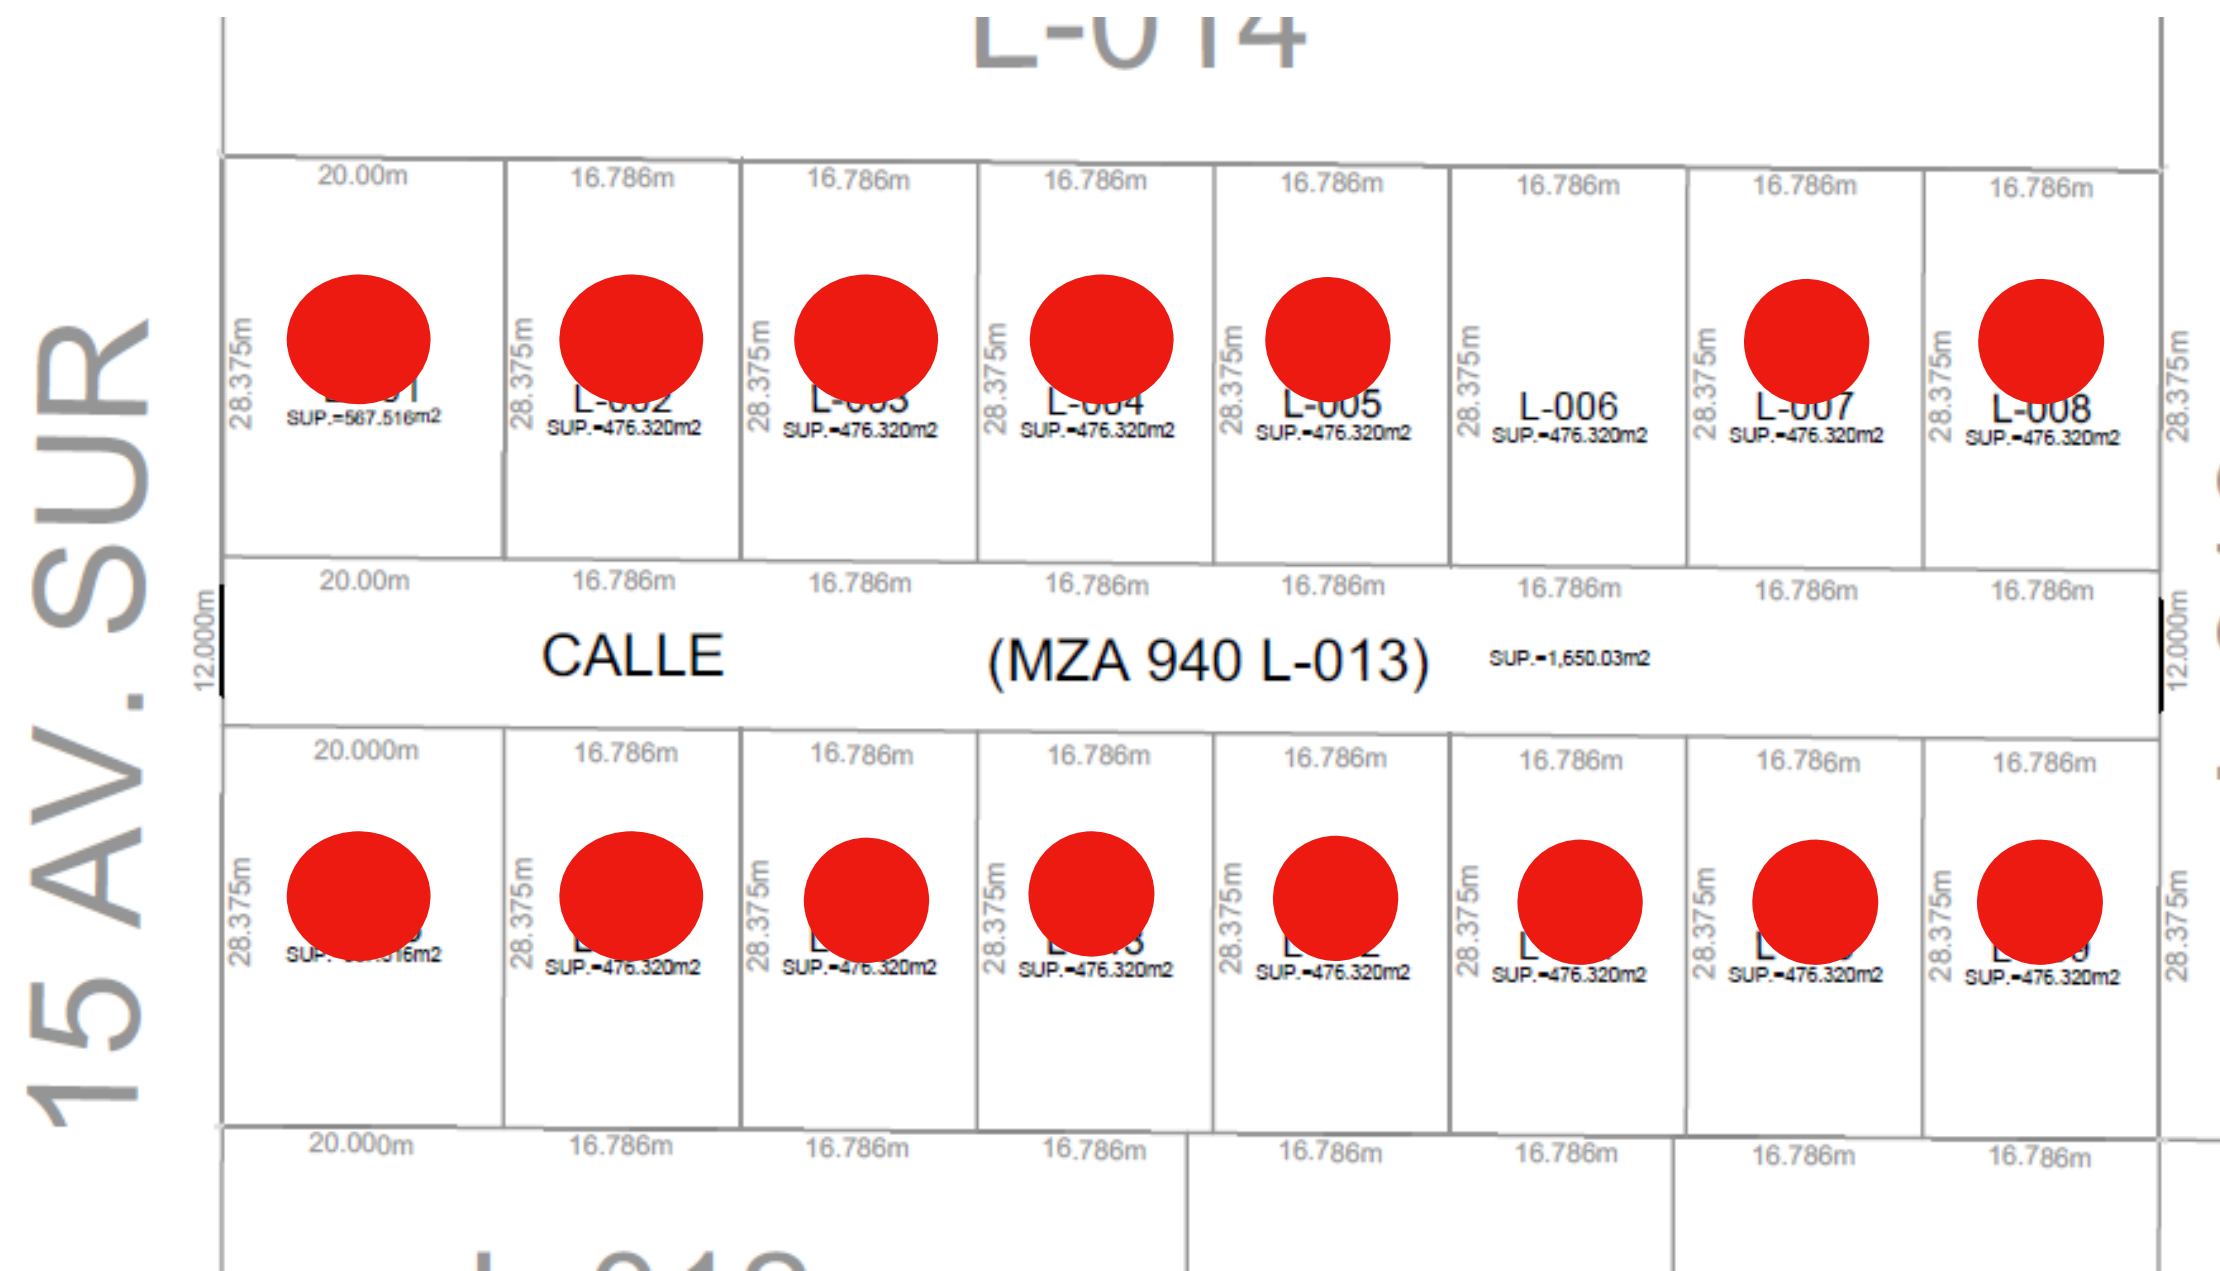 L-014
20.00m 16.786m 16.786m 16.786m 16.786m 16.786m 16.786m 16.786m
28.375m 28.375m 28.375m 28.375m 28.375m 28.375m 28.375m 28.375m 28.375m
L-005 L-006 L-007 L-008
SUP.=567.516m2 SUP.=476.320m2 SUP.=476.320m2 SUP.=476.320m2 SUP.=476.320m2 SUP.=476.320m2 SUP.=476.320m2 SUP.=476.320m2
20.00m 16.786m 16.786m 16.786m 16.786m 16.786m 16.786m 16.786m
15 AV. SUR
12.000m CALLE (MZA 940 L-013) SUP.=1,650.03m2 12.000m
20.000m 16.786m 16.786m 16.786m 16.786m 16.786m 16.786m 16.786m
28.375m 28.375m 28.375m 28.375m 28.375m 28.375m 28.375m 28.375m 28.375m
SUP.=476.320m2 SUP.=476.320m2 SUP.=476.320m2 SUP.=476.320m2 SUP.=476.320m2 SUP.=476.320m2 SUP.=476.320m2
20.000m 16.786m 16.786m 16.786m 16.786m 16.786m 16.786m 16.786m